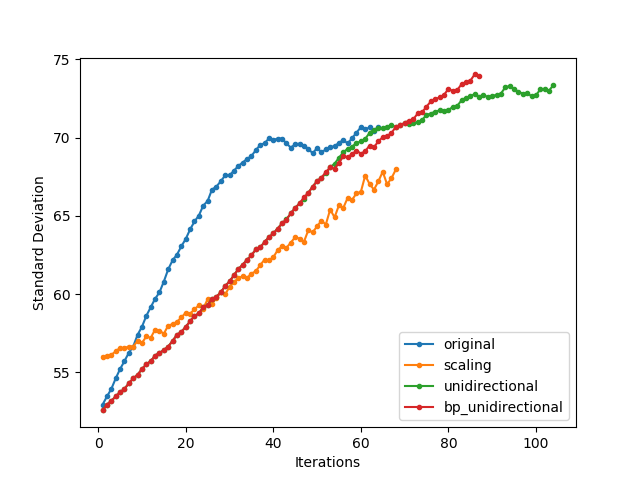 75
70
65
60
55
Standard Deviation
0
20
40
60
80
100
Iterations
original
scaling
unidirectional
bp_unidirectional